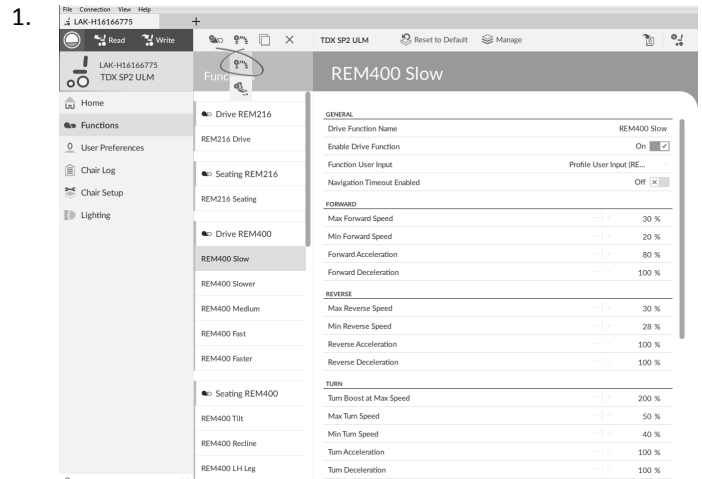 1.
File Connection View Help
LAK-H16166775 +
Read Write TDX SP2 ULM Reset to Default Manage
LAK-H16166775
TDX SP2 ULM
REM400 Slow
Home
Functions
User Preferences
Chair Log
Chair Setup
Lighting
Drive REM216
REM216 Drive
Seating REM216
REM216 Seating
Drive REM400
REM400 Slow
REM400 Slower
REM400 Medium
REM400 Fast
REM400 Faster
Seating REM400
REM400 Tilt
REM400 Recline
REM400 LH Leg
GENERAL
Drive Function Name REM400 Slow
Enable Drive Function On
Function User Input Profile User Input (RE...
Navigation Timeout Enabled Off
FORWARD
Max Forward Speed - + 30 %
Min Forward Speed - + 20 %
Forward Acceleration - + 80 %
Forward Deceleration - 100 %
REVERSE
Max Reverse Speed - + 30 %
Min Reverse Speed - + 28 %
Reverse Acceleration - 100 %
Reverse Deceleration - 100 %
TURN
Turn Boost at Max Speed - + 200 %
Max Turn Speed - + 50 %
Min Turn Speed - + 40 %
Turn Acceleration - + 100 %
Turn Deceleration - + 100 %